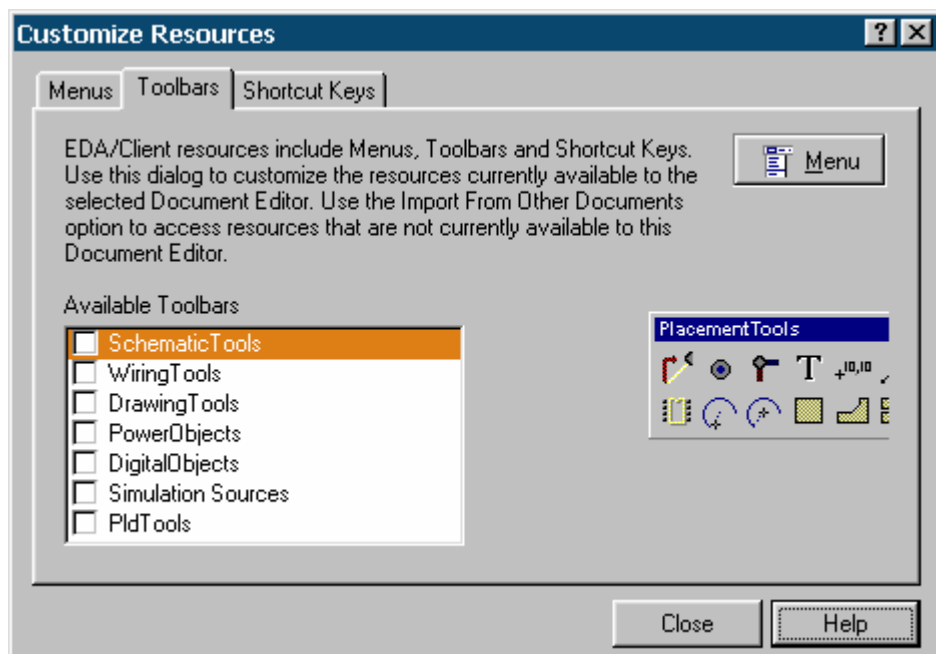 Customize Resources
Menus
Toolbars
Shortcut Keys
EDA/Client resources include Menus, Toolbars and Shortcut Keys.
Use this dialog to customize the resources currently available to the
selected Document Editor. Use the Import From Other Documents
option to access resources that are not currently available to this
Document Editor.
Menu
Available Toolbars
SchematicTools
WiringTools
DrawingTools
PowerObjects
DigitalObjects
Simulation Sources
PldTools
PlacementTools
T
+10,10
Close
Help